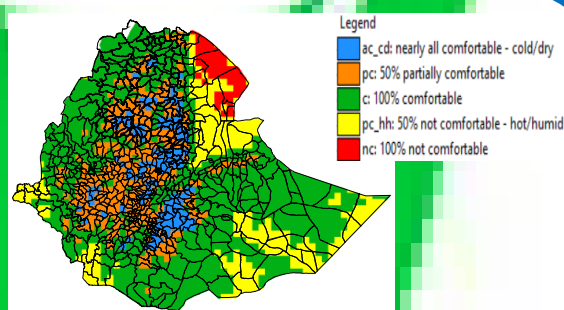 Legend
ac_cd: nearly all comfortable - cold/dry
pc: 50% partially comfortable
c: 100% comfortable
pc_hh: 50% not comfortable - hot/humid
nc: 100% not comfortable